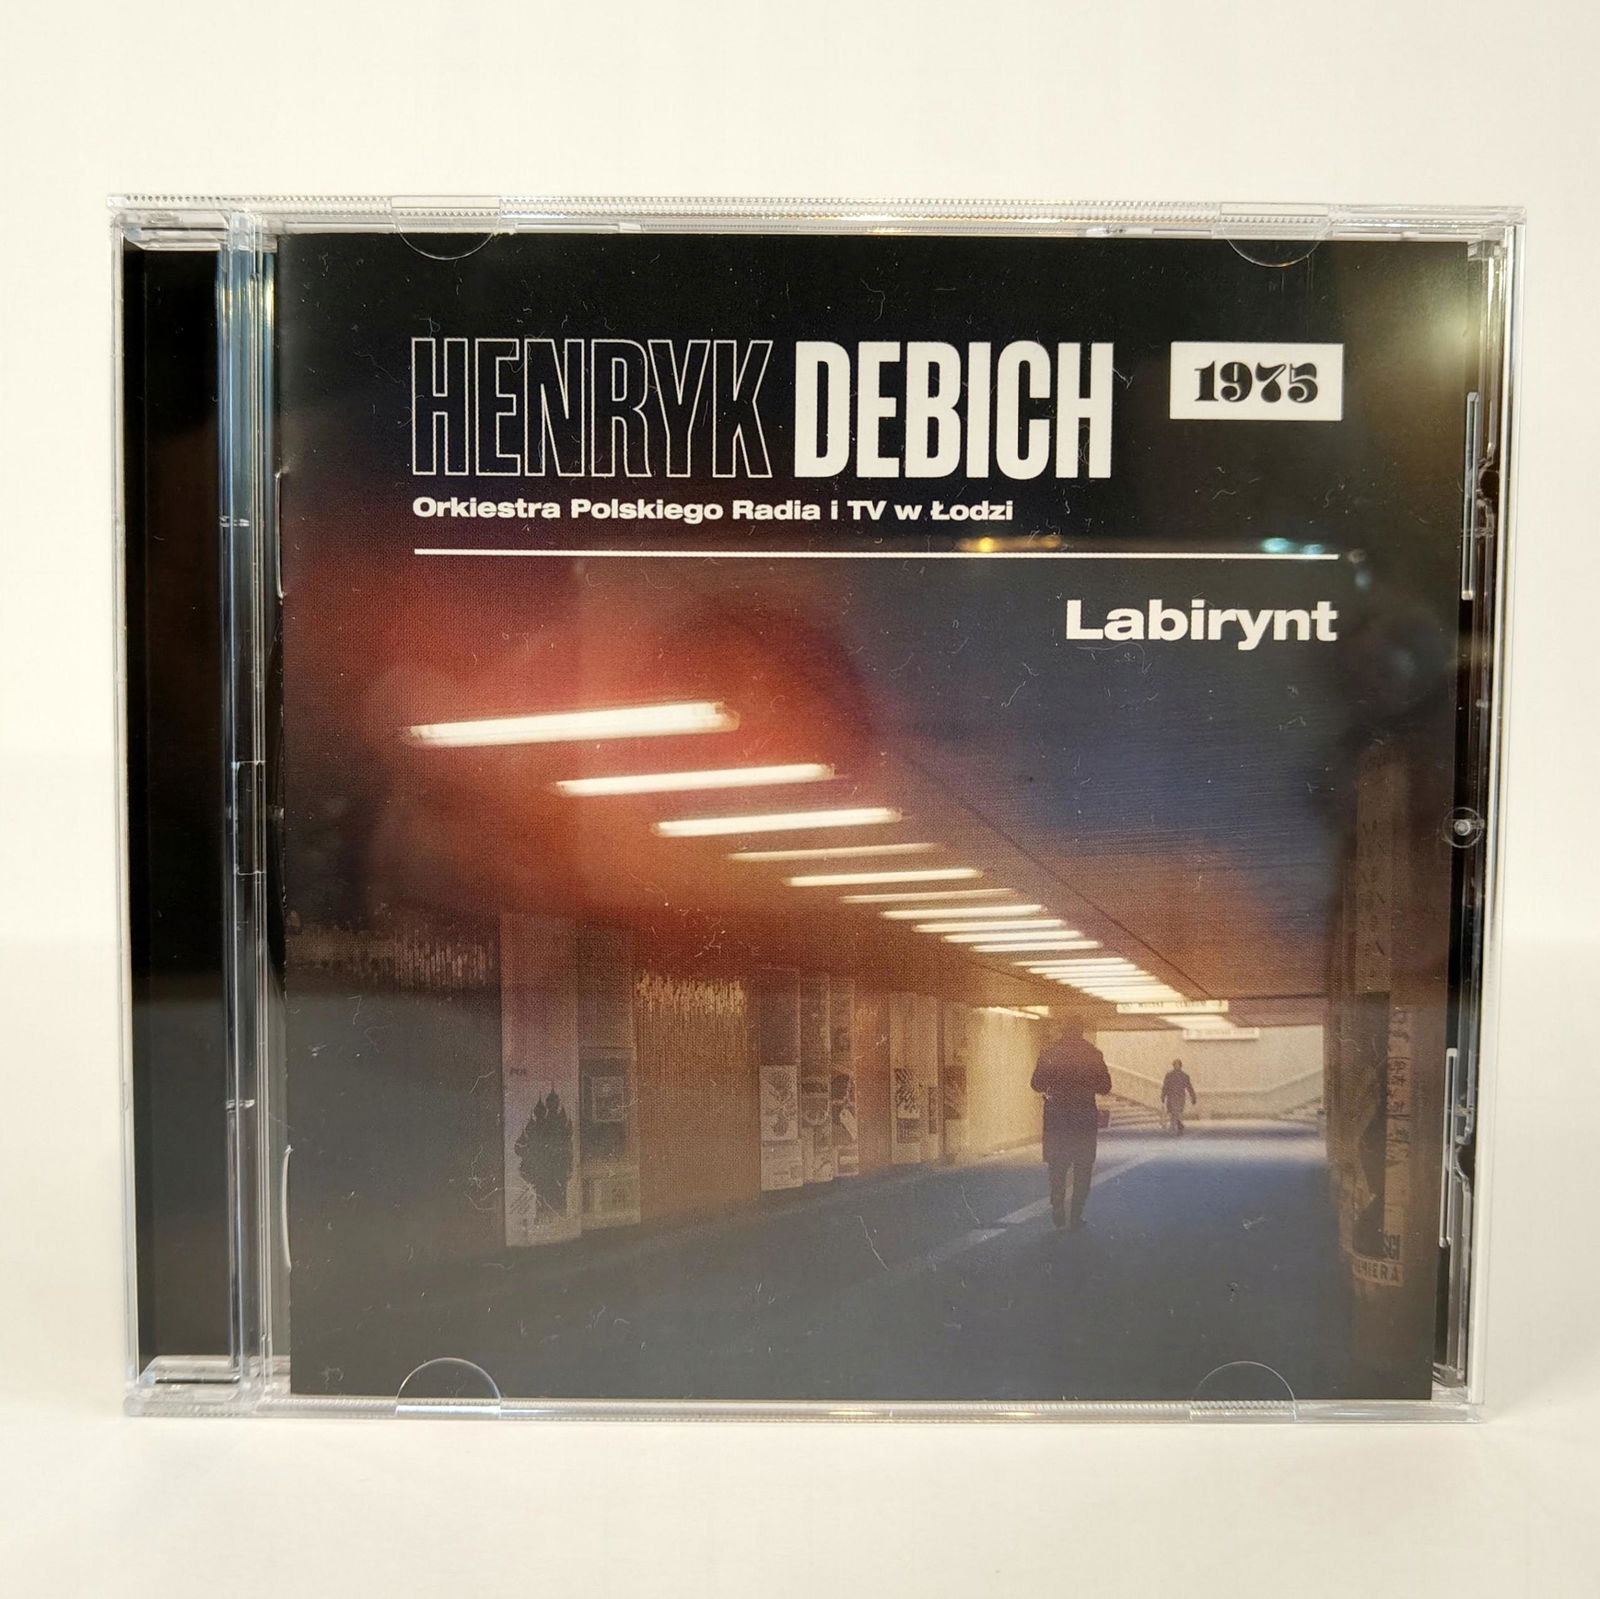 HENRYK DEBICH
1975
Orkiestra Polskiego Radia i TV w Łodzi
Labirynt